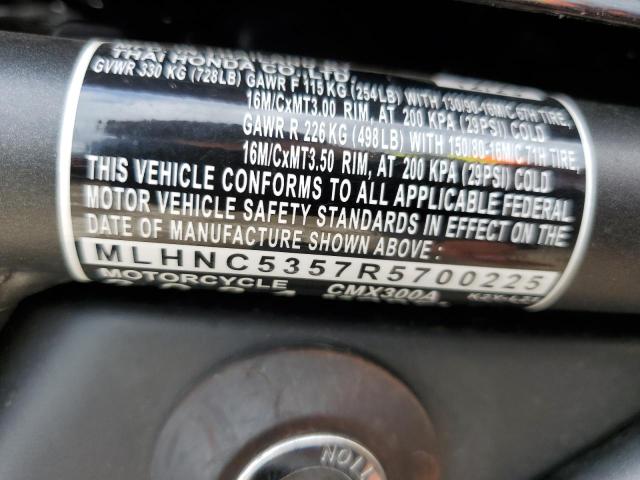 THAI HONDA CO.,LTD.
GVWR 330 KG (728LB) GAWR F 115 KG (254LB) WITH 130/90-16M/C 67H TIRE,
16M/CxMT3.00 RIM, AT 200 KPA (29PSI) COLD
GAWR R 226 KG (498LB) WITH 150/80-16M/C 71H TIRE,
16M/CxMT3.50 RIM, AT 200 KPA (29PSI) COLD
THIS VEHICLE CONFORMS TO ALL APPLICABLE FEDERAL
MOTOR VEHICLE SAFETY STANDARDS IN EFFECT ON THE
DATE OF MANUFACTURE SHOWN ABOVE :
MLHNC5357R5700225
MOTORCYCLE CMX300A